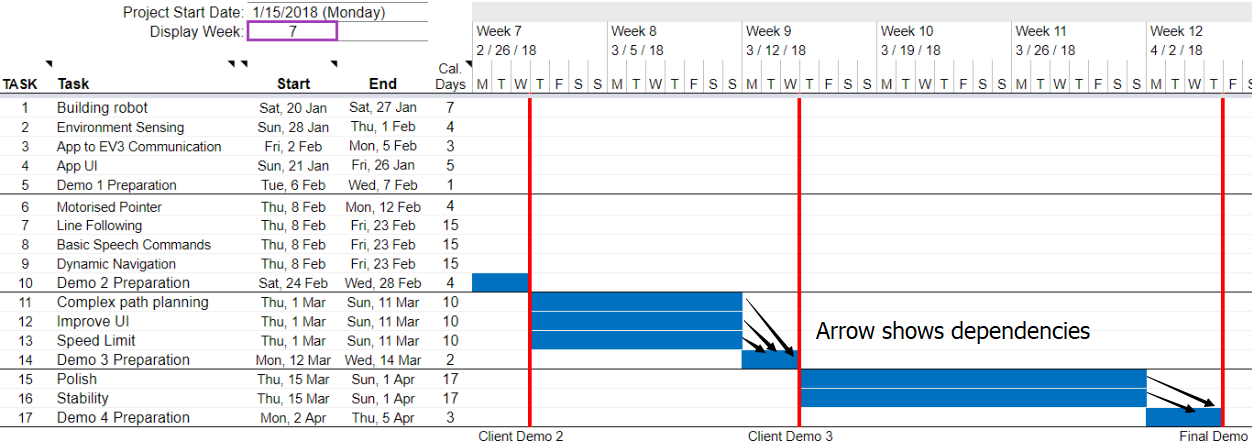 Project Start Date: 1/15/2018 (Monday)
Display Week: 7
Week 7 Week 8 Week 9 Week 10 Week 11 Week 12
2 / 26 / 18 3 / 5 / 18 3 / 12 / 18 3 / 19 / 18 3 / 26 / 18 4 / 2 / 18
TASK Task Start End Cal. Days M T W T F S S M T W T F S S M T W T F S S M T W T F S S M T W T F S S M T W T F S
1 Building robot Sat, 20 Jan Sat, 27 Jan 7
2 Environment Sensing Sun, 28 Jan Thu, 1 Feb 4
3 App to EV3 Communication Fri, 2 Feb Mon, 5 Feb 3
4 App UI Sun, 21 Jan Fri, 26 Jan 5
5 Demo 1 Preparation Tue, 6 Feb Wed, 7 Feb 1
6 Motorised Pointer Thu, 8 Feb Mon, 12 Feb 4
7 Line Following Thu, 8 Feb Fri, 23 Feb 15
8 Basic Speech Commands Thu, 8 Feb Fri, 23 Feb 15
9 Dynamic Navigation Thu, 8 Feb Fri, 23 Feb 15
10 Demo 2 Preparation Sat, 24 Feb Wed, 28 Feb 4
11 Complex path planning Thu, 1 Mar Sun, 11 Mar 10
12 Improve UI Thu, 1 Mar Sun, 11 Mar 10
13 Speed Limit Thu, 1 Mar Sun, 11 Mar 10
Arrow shows dependencies
14 Demo 3 Preparation Mon, 12 Mar Wed, 14 Mar 2
15 Polish Thu, 15 Mar Sun, 1 Apr 17
16 Stability Thu, 15 Mar Sun, 1 Apr 17
17 Demo 4 Preparation Mon, 2 Apr Thu, 5 Apr 3
Client Demo 2 Client Demo 3 Final Demo